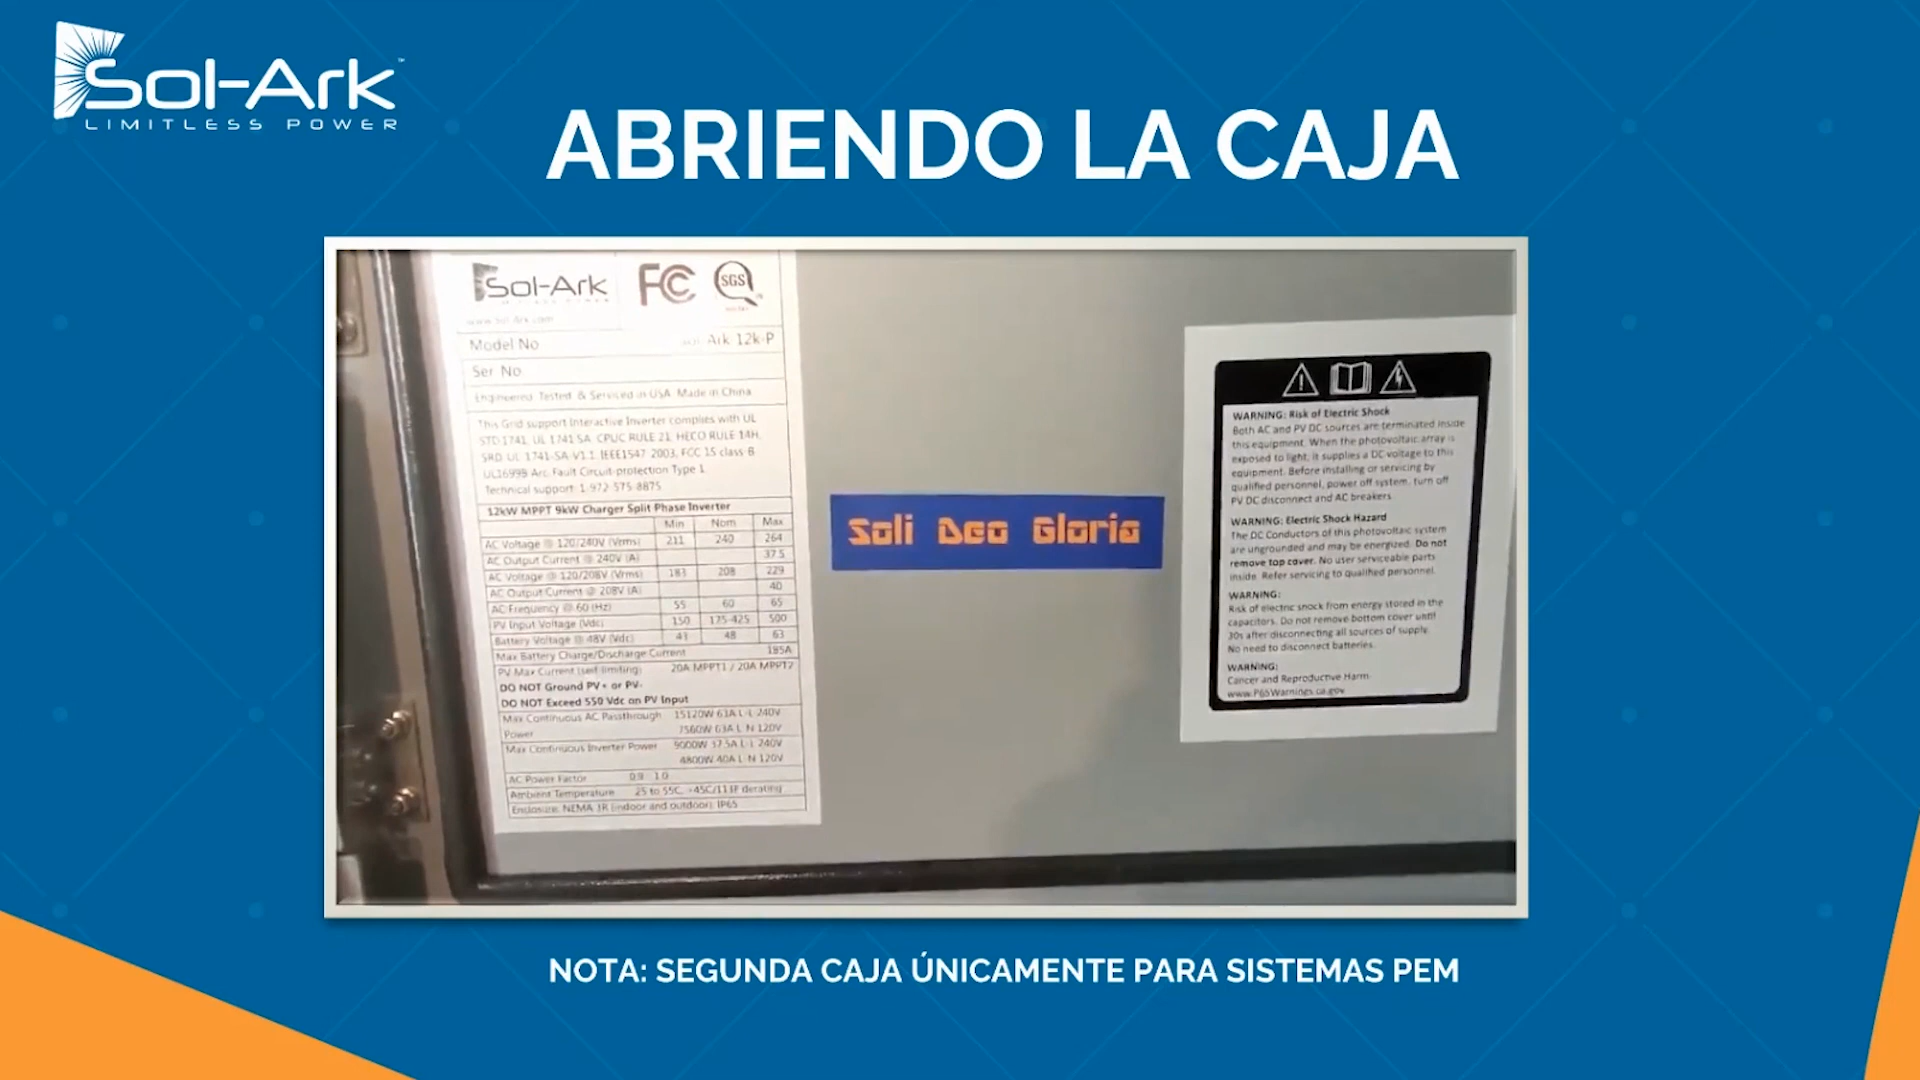 Sol-Ark
LIMITLESS POWER
ABRIENDO LA CAJA
Sol-Ark
FC
SGS
www.Sol-Ark.com
Model No
Sol-Ark 12k-P
Ser No
Engineered, Tested & Serviced in USA, Made in China
This Grid support Interactive Inverter complies with UL
STD 1741, UL 1741 SA, CPUC RULE 21, HECO RULE 14H,
SRD UL-1741-SA-V1.1, IEEE1547-2003, FCC 15 class-B
UL1699B Arc Fault Circuit-protection Type 1
Technical support: 1-972-575-8875
12kW MPPT 9kW Charger Split Phase Inverter
Min Nom Max
AC Voltage @ 120/240V (Vrms) 211 240 264
AC Output Current @ 240V (A) 37.5
AC Voltage @ 120/208V (Vrms) 183 208 229
AC Output Current @ 208V (A) 40
AC Frequency @ 60 (Hz) 55 60 65
PV Input Voltage (Vdc) 150 175-425 500
Battery Voltage @ 48V (Vdc) 43 48 63
Max Battery Charge/Discharge Current 185A
PV Max Current (self limiting) 20A MPPT1 / 20A MPPT2
DO NOT Ground PV+ or PV-
DO NOT Exceed 550 Vdc on PV Input
Max Continuous AC Passthrough 15120W 63A L-L 240V
Power 7560W 63A L-N 120V
Max Continuous Inverter Power 9000W 37.5A L-L 240V
4800W 40A L-N 120V
AC Power Factor 0.9 1.0
Ambient Temperature 25 to 55C, +45C/113F derating
Enclosure: NEMA 3R (indoor and outdoor), IP65
Soli Deo Gloria
WARNING: Risk of Electric Shock
Both AC and PV DC sources are terminated inside
this equipment. When the photovoltaic array is
exposed to light, it supplies a DC voltage to this
equipment. Before installing or servicing by
qualified personnel, power off system, turn off
PV DC disconnect and AC breakers
WARNING: Electric Shock Hazard
The DC Conductors of this photovoltaic system
are ungrounded and may be energized. Do not
remove top cover. No user serviceable parts
inside. Refer servicing to qualified personnel.
WARNING:
Risk of electric shock from energy stored in the
capacitors. Do not remove bottom cover until
30s after disconnecting all sources of supply.
No need to disconnect batteries.
WARNING:
Cancer and Reproductive Harm
www.P65Warnings.ca.gov
NOTA: SEGUNDA CAJA ÚNICAMENTE PARA SISTEMAS PEM